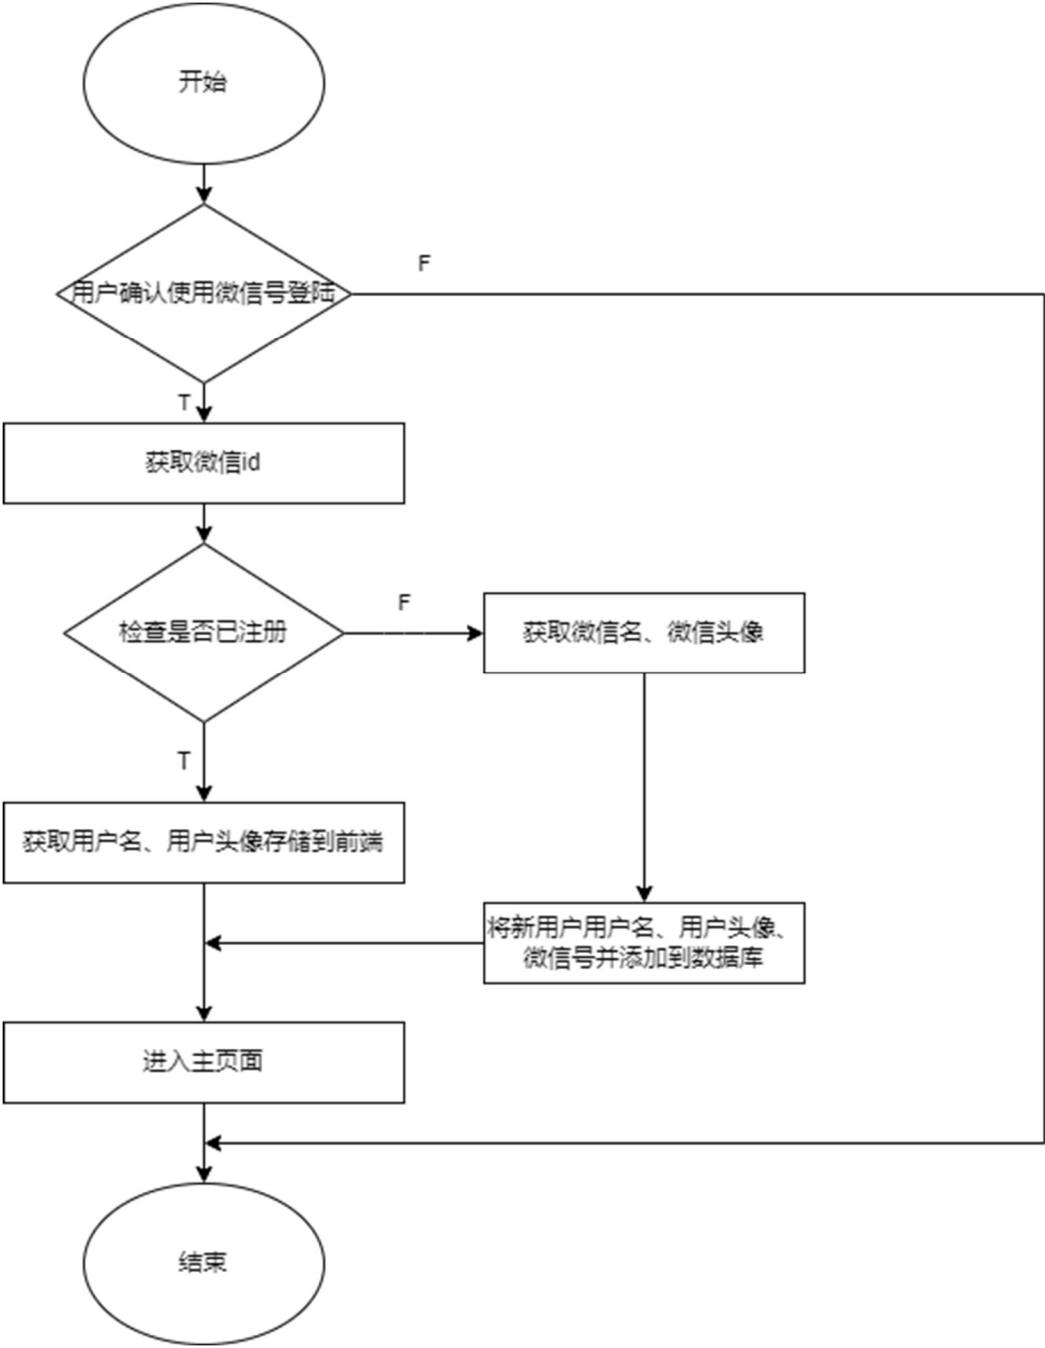 开始
用户确认使用微信号登陆
F
T
获取微信id
检查是否已注册
F
获取微信名、微信头像
T
获取用户名、用户头像存储到前端
将新用户用户名、用户头像、
微信号并添加到数据库
进入主页面
结束